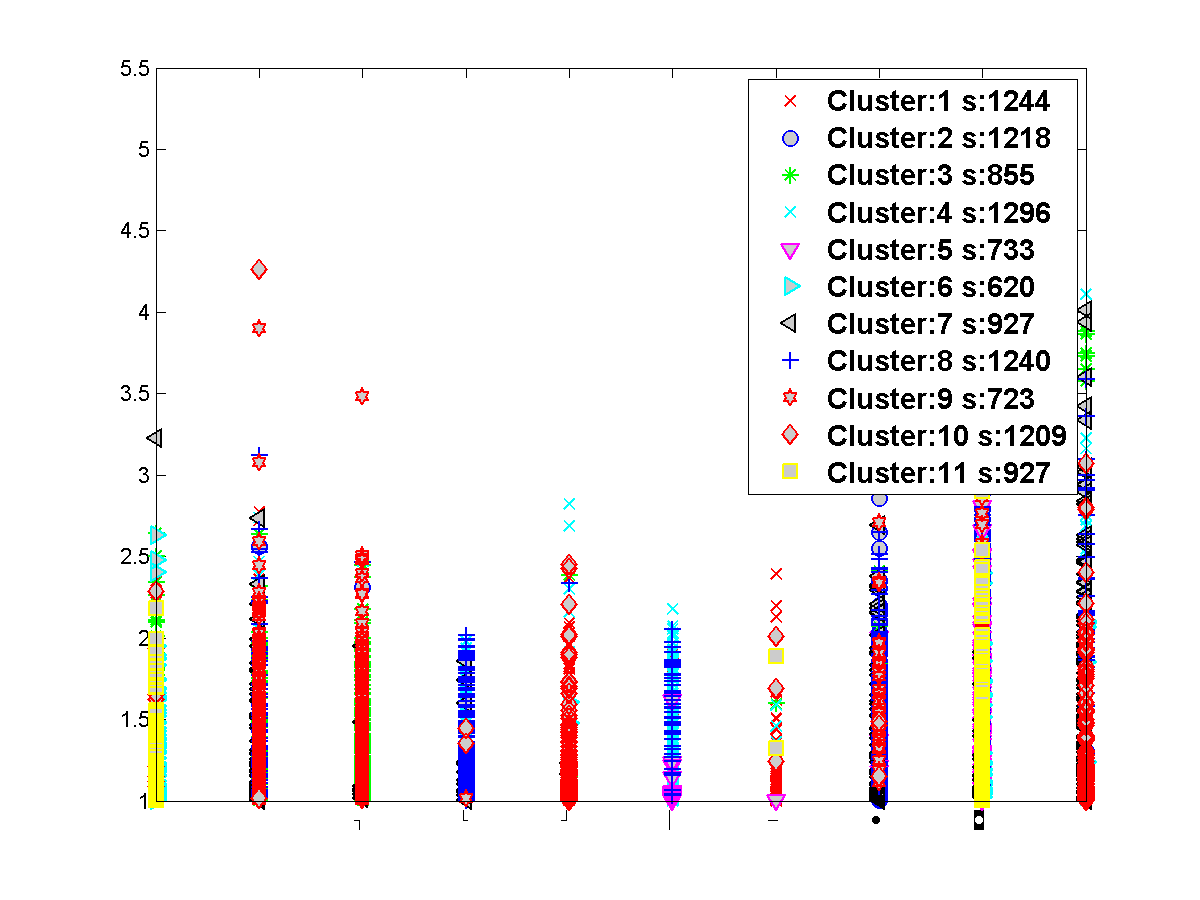 5.5
5
4.5
4
3.5
3
2.5
2
1.5
1
Cluster:1 s:1244
Cluster:2 s:1218
Cluster:3 s:855
Cluster:4 s:1296
Cluster:5 s:733
Cluster:6 s:620
Cluster:7 s:927
Cluster:8 s:1240
Cluster:9 s:723
Cluster:10 s:1209
Cluster:11 s:927